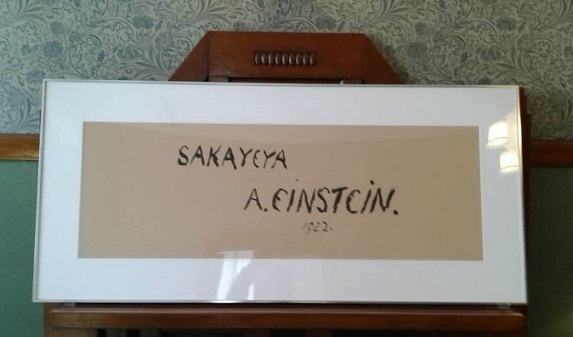 SAKAYEYA
A. EINSTEIN.
1922.